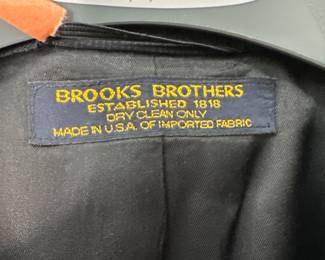 BROOKS BROTHERS
ESTABLISHED 1818
DRY CLEAN ONLY
MADE IN U.S.A. OF IMPORTED FABRIC